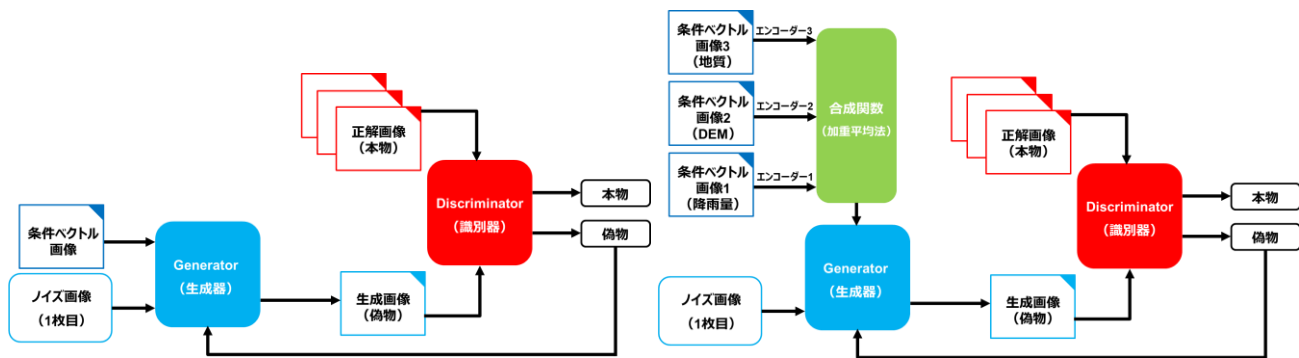 正解画像
（本物）
Discriminator
（識別器）
本物
偽物
条件ベクトル
画像
Generator
（生成器）
ノイズ画像
（1枚目）
生成画像
（偽物）
条件ベクトル
画像3
（地質）
エンコーダー3
条件ベクトル
画像2
（DEM）
エンコーダー2
条件ベクトル
画像1
（降雨量）
エンコーダー1
合成関数
（加重平均法）
正解画像
（本物）
Discriminator
（識別器）
本物
偽物
Generator
（生成器）
ノイズ画像
（1枚目）
生成画像
（偽物）